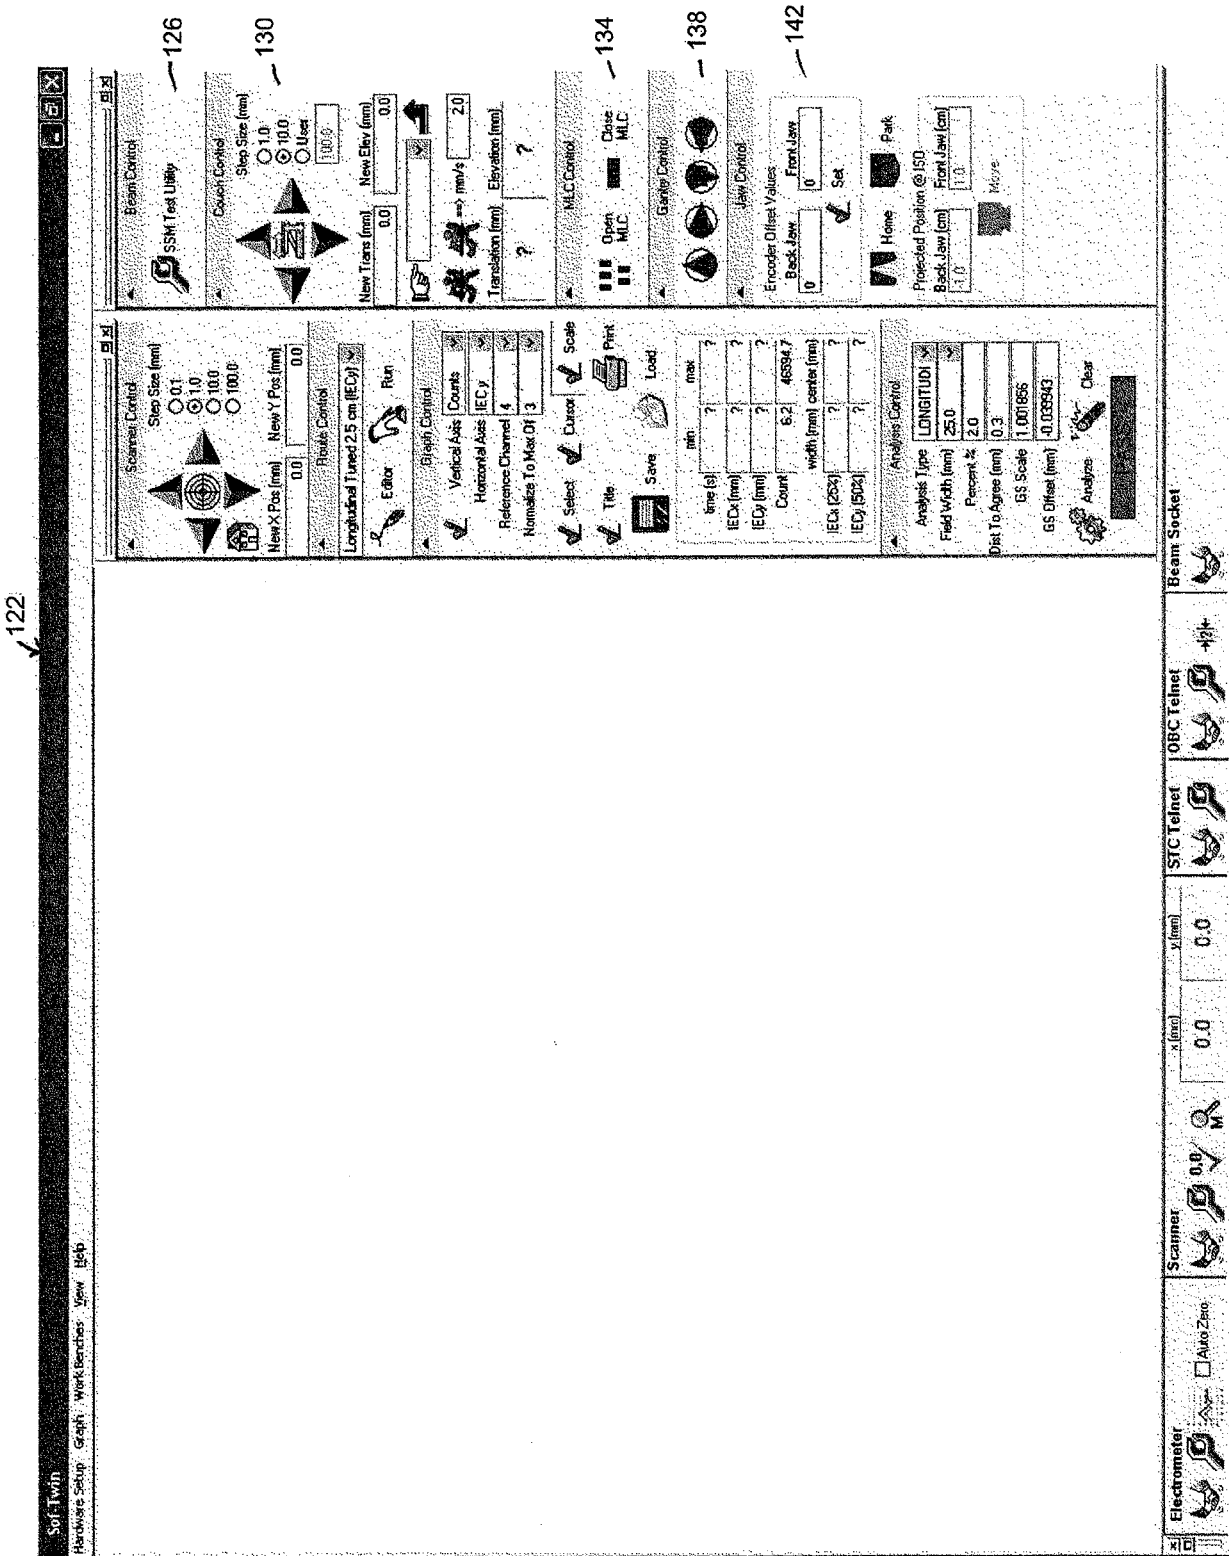 122
Soft-Twin
Hardware Setup Graph Work Benches View Help
Scanner Control
Step Size (mm)
0.1
1.0
10.0
100.0
New X Pos (mm) New Y Pos (mm)
0.0 0.0
Route Control
Longitudinal Tuned 2.5 cm (IECy)
Editor Run
Graph Control
Vertical Axis Counts
Horizontal Axis IEC y
Reference Channel 4
Normalize To Max Of 3
Select Cursor Scale
Title Print
Save Load
min max
time (s) ? ?
IECx (mm) ? ?
IECy (mm) ? ?
Count 6.2 46594.7
width (mm) center (mm)
IECx (25%) ? ?
IECy (50%) ? ?
Analysis Control
Analysis Type LONGITUDI
Field Width (mm) 25.0
Percent % 2.0
Dist To Agree (mm) 0.3
GS Scale 1.001856
GS Offset (mm) -0.039943
Analyze Clear
Beam Control
SSM Test Utility
126
Couch Control
130
Step Size (mm)
1.0
10.0
User
100.0
New Trans (mm) New Elev (mm)
0.0 0.0
==> mm/s 2.0
Translation (mm) Elevation (mm)
? ?
MLC Control
134
Open MLC Close MLC
Gantry Control
138
Jaw Control
142
Encoder Offset Values
Back Jaw Front Jaw
0 0
Set
Home Park
Projected Position @ ISO
Back Jaw (cm) Front Jaw (cm)
-1.0 1.0
Move
Electrometer Scanner x (mm) y (mm) STC Telnet OBC Telnet Beam Socket
Auto Zero 0.0 M 0.0 0.0 →|2|←